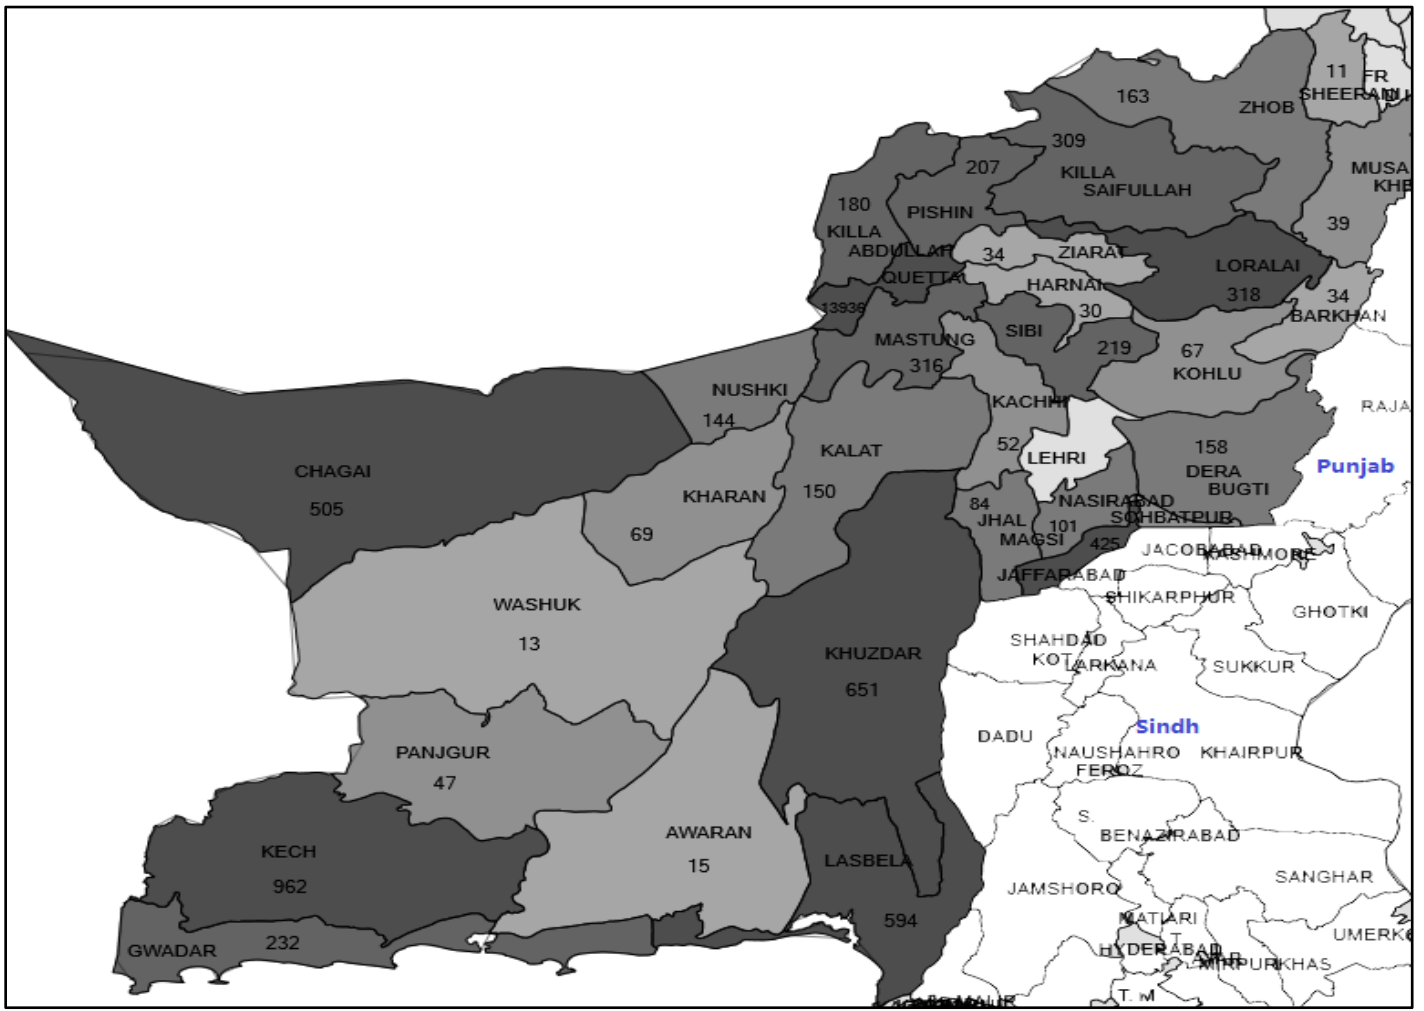 11
FR
SHEERANI
163
ZHOB
309
207
MUSA
KHE
KILLA
SAIFULLAH
180
PISHIN
39
KILLA
ABDULLAH
34
ZIARAT
LORALAI
QUETTA
HARNAI
318
34
13936
30
BARKHAN
SIBI
MASTUNG
219
67
316
KOHLU
NUSHKI
KACHHI
144
RAJA
KALAT
52
158
CHAGAI
LEHRI
Punjab
DERA
BUGTI
KHARAN
150
505
84
NASIRABAD
SOHBATPUR
JHAL
MAGSI
101
69
425
JACOBABAD
KASHMORE
JAFFARABAD
WASHUK
SHIKARPHUR
GHOTKI
13
SHAHDAD
KOT
LARKANA
SUKKUR
KHUZDAR
651
Sindh
DADU
PANJGUR
NAUSHAHRO
FEROZ
KHAIRPUR
47
S.
BENAZIRABAD
AWARAN
KECH
LASBELA
15
962
JAMSHORO
SANGHAR
594
MATIARI
UMERK
GWADAR
232
T.
HYDERABAD
MIRPURKHAS
MALIR
T. M